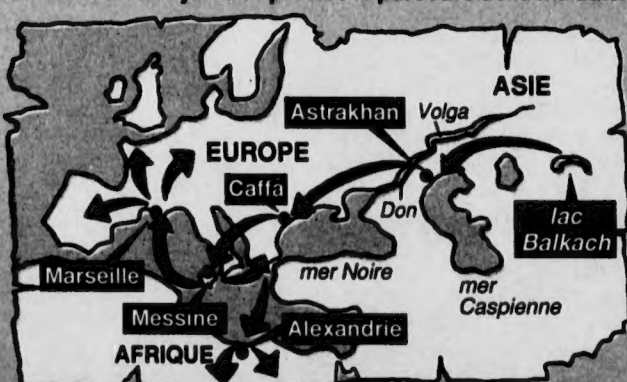 ASIE
Volga
Astrakhan
EUROPE
Caffa
Don
lac
Balkach
mer Noire
Marseille
mer
Caspienne
Messine
Alexandrie
AFRIQUE